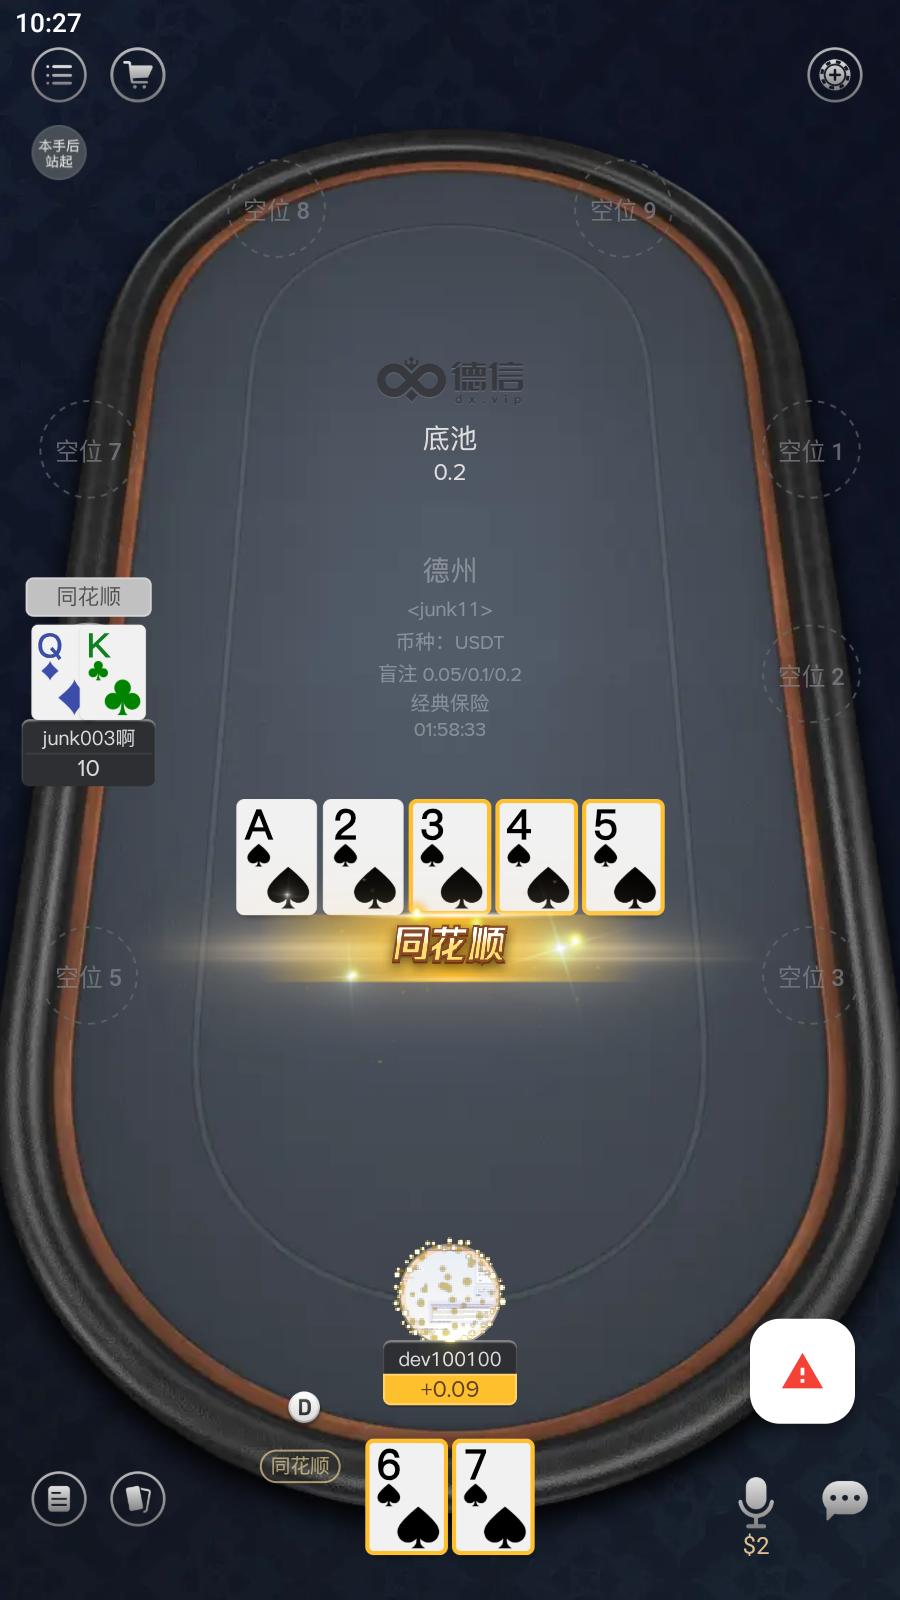 10:27
本手后
站起
空位 8
空位 9
德信
dx.vip
底池
0.2
空位 7
空位 1
德州
<junk11>
币种：USDT
盲注 0.05/0.1/0.2
经典保险
01:58:33
同花顺
Q K
junk003啊
10
空位 2
A 2 3 4 5
同花顺
空位 5
空位 3
dev100100
+0.09
D
同花顺
6 7
$2